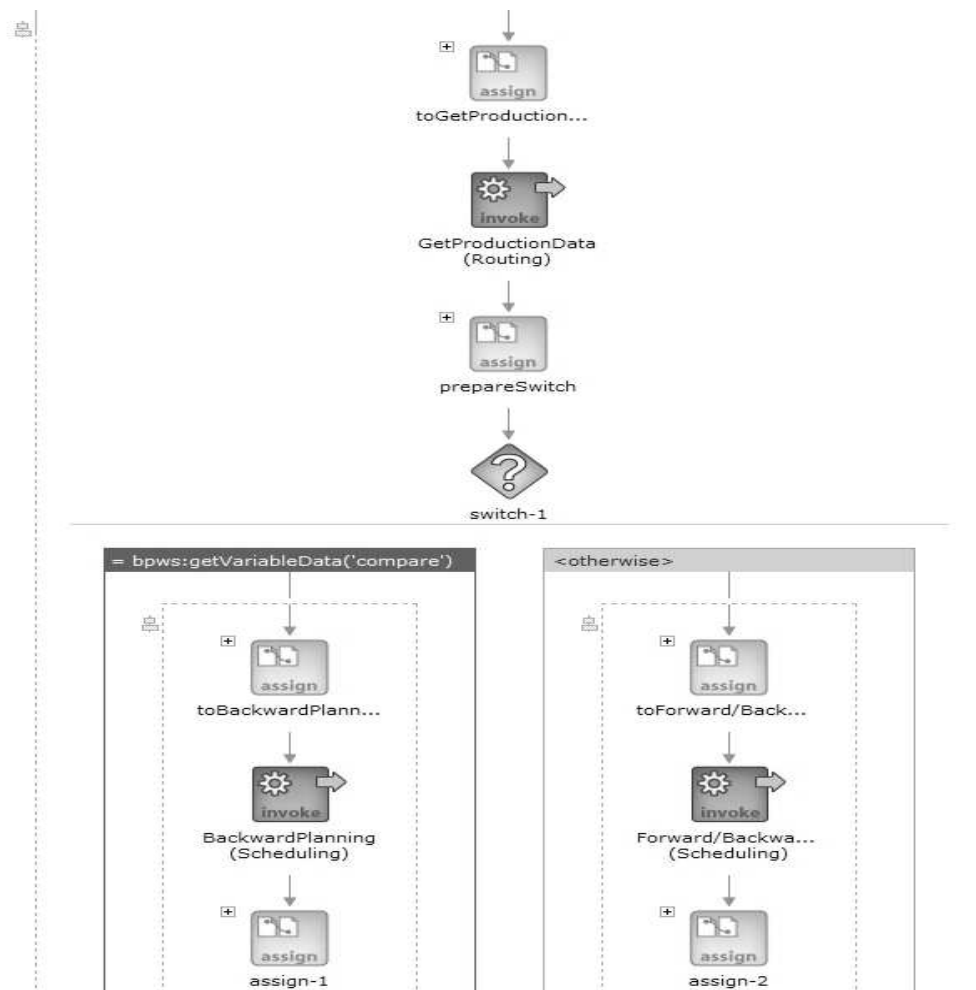 assign
toGetProduction...
invoke
GetProductionData
(Routing)
assign
prepareSwitch
?
switch-1
= bpws:getVariableData('compare')
<otherwise>
assign
toBackwardPlann...
assign
toForward/Back...
invoke
BackwardPlanning
(Scheduling)
invoke
Forward/Backwa...
(Scheduling)
assign
assign-1
assign
assign-2